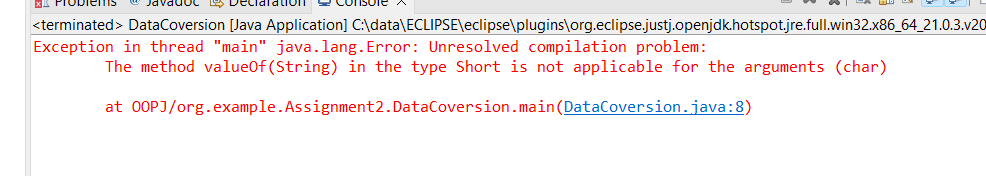 Problems @ Javadoc Declaration Console ×
<terminated> DataCoversion [Java Application] C:\data\ECLIPSE\eclipse\plugins\org.eclipse.justj.openjdk.hotspot.jre.full.win32.x86_64_21.0.3.v20
Exception in thread "main" java.lang.Error: Unresolved compilation problem:
The method valueOf(String) in the type Short is not applicable for the arguments (char)
at OOPJ/org.example.Assignment2.DataCoversion.main(DataCoversion.java:8)